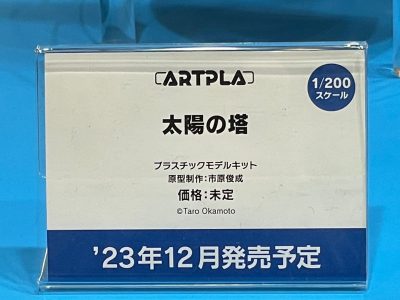 ARTPLA
1/200
スケール
太陽の塔
プラスチックモデルキット
原型制作：市原俊成
価格：未定
©Taro Okamoto
’23年12月発売予定